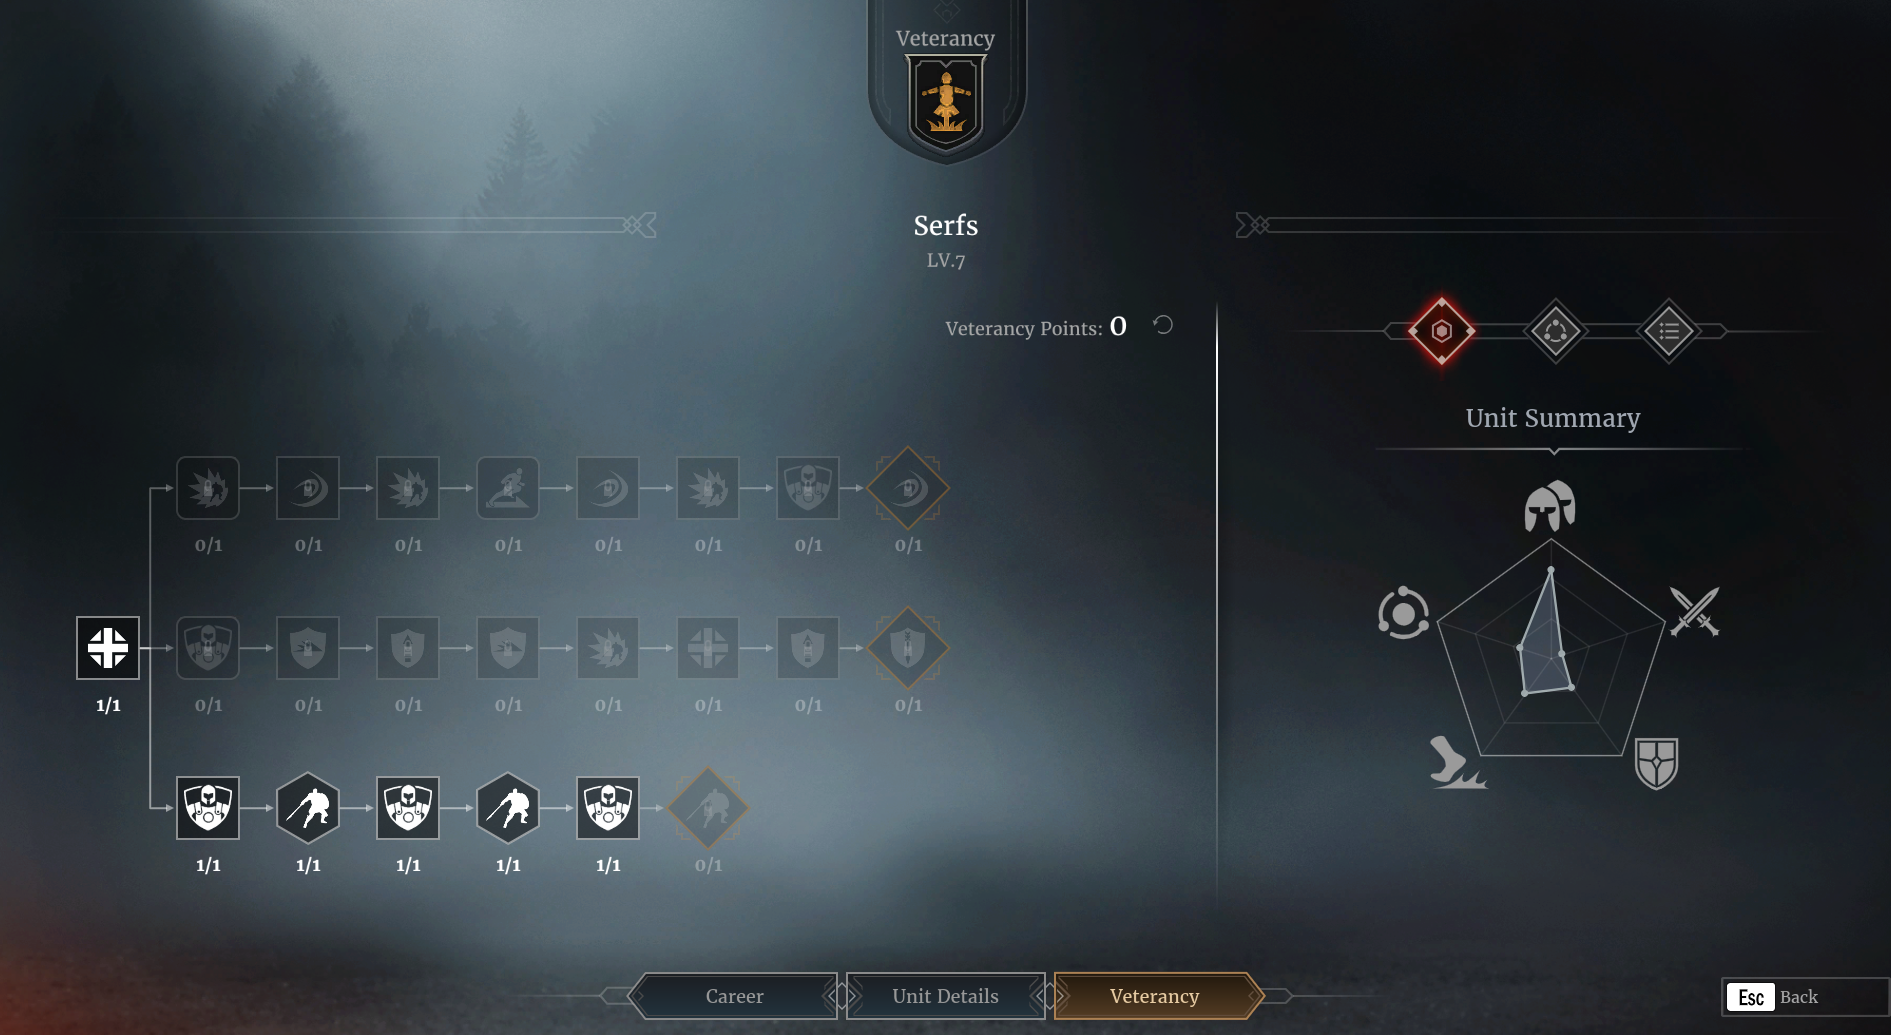 Veterancy
Serfs
LV.7
Veterancy Points: 0
Unit Summary
0/1 0/1 0/1 0/1 0/1 0/1 0/1 0/1
1/1 0/1 0/1 0/1 0/1 0/1 0/1 0/1 0/1
1/1 1/1 1/1 1/1 1/1 0/1
Career Unit Details Veterancy
Esc Back